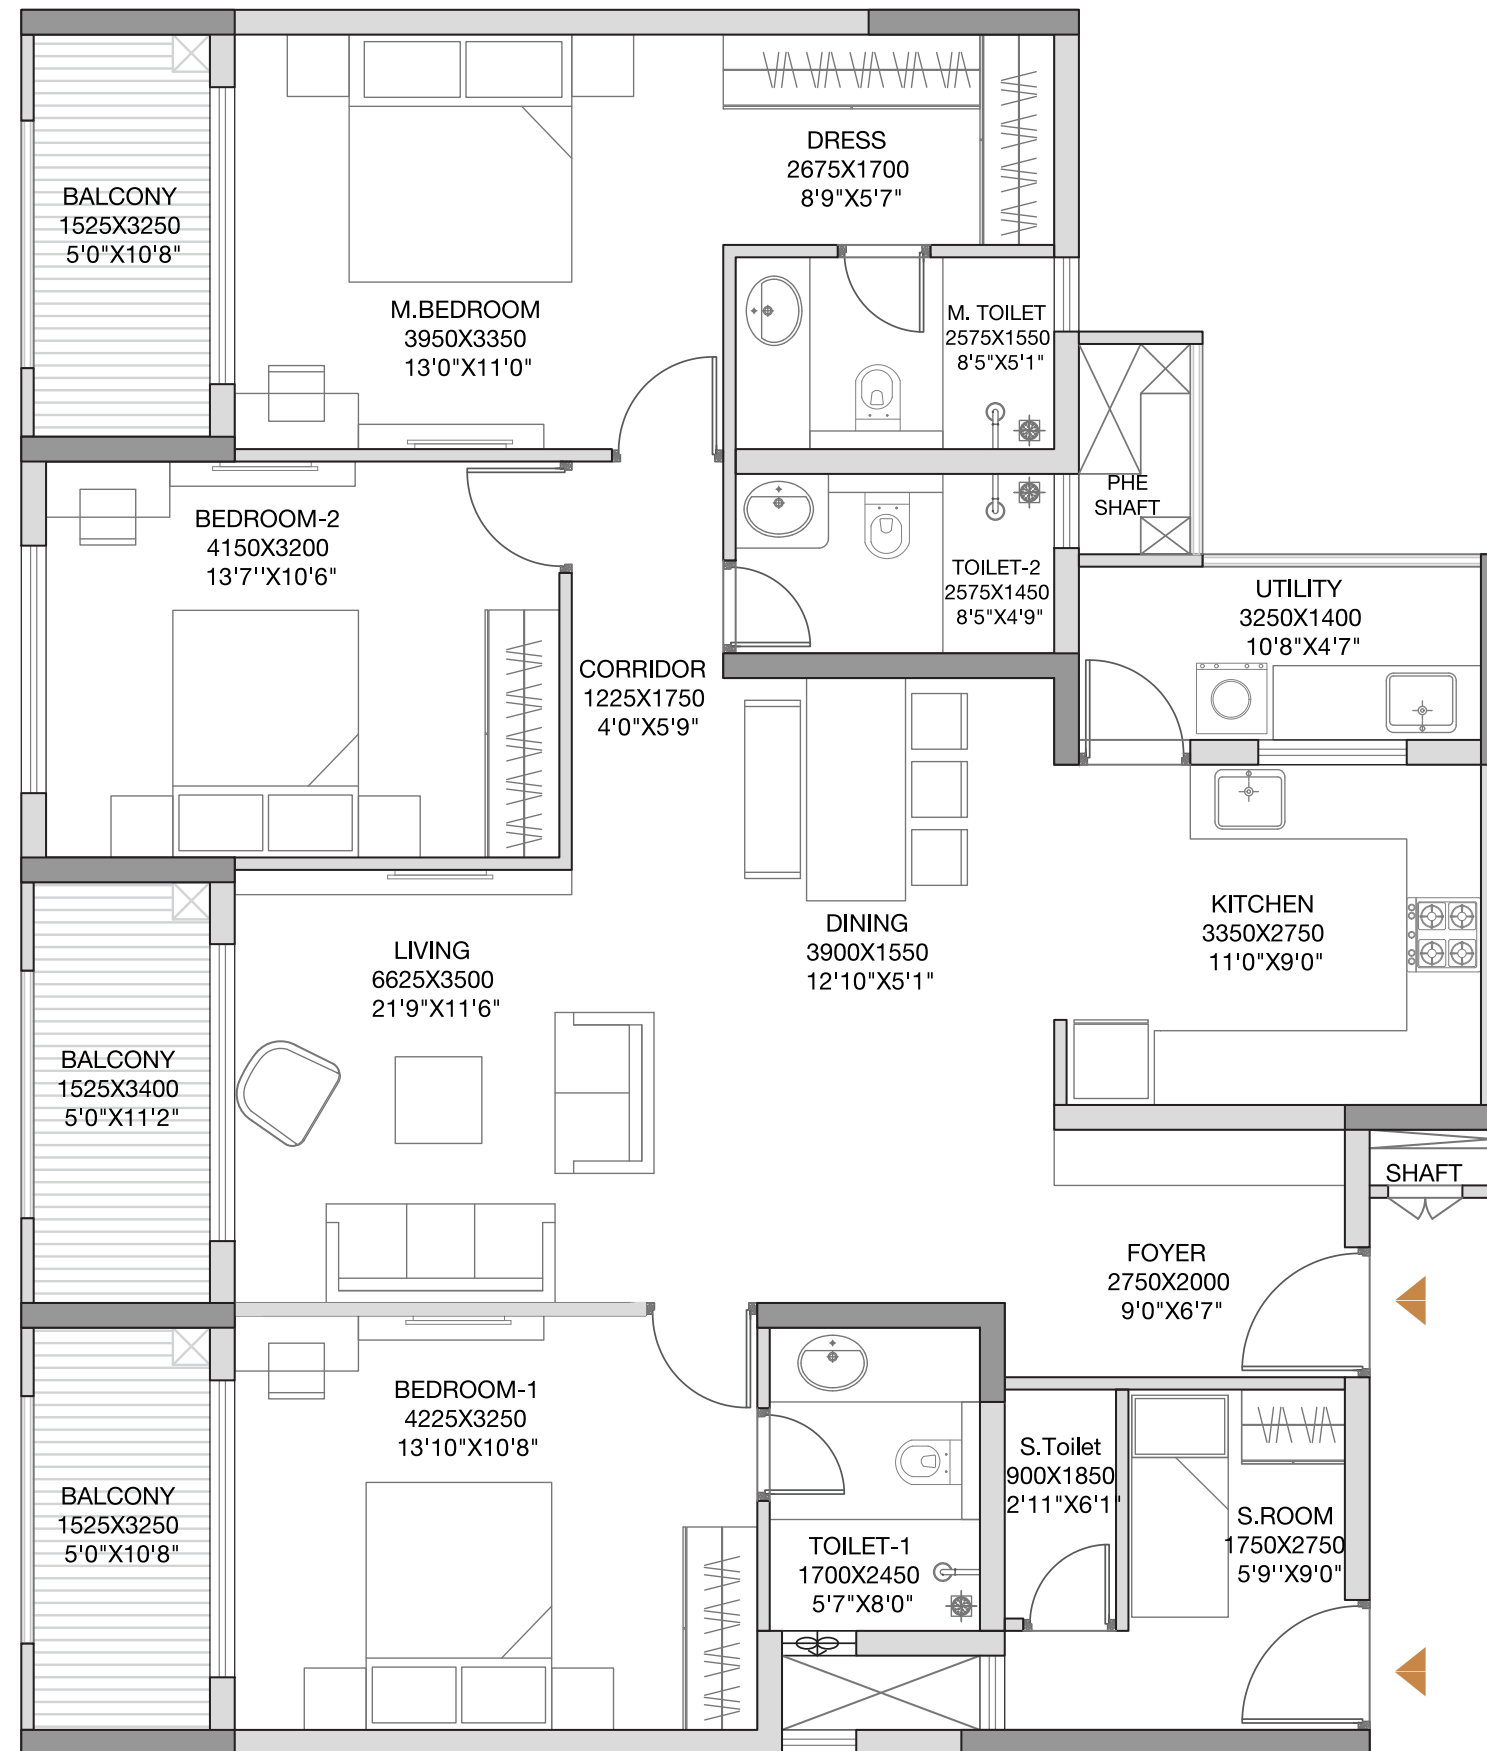 DRESS
2675X1700
8'9"X5'7"
BALCONY
1525X3250
5'0"X10'8"
M.BEDROOM
3950X3350
13'0"X11'0"
M. TOILET
2575X1550
8'5"X5'1"
PHE
SHAFT
BEDROOM-2
4150X3200
13'7''X10'6"
TOILET-2
2575X1450
8'5"X4'9"
UTILITY
3250X1400
10'8"X4'7"
CORRIDOR
1225X1750
4'0"X5'9"
KITCHEN
3350X2750
11'0"X9'0"
DINING
3900X1550
12'10"X5'1"
LIVING
6625X3500
21'9"X11'6"
BALCONY
1525X3400
5'0"X11'2"
SHAFT
FOYER
2750X2000
9'0"X6'7"
BEDROOM-1
4225X3250
13'10"X10'8"
S.Toilet
900X1850
2'11"X6'1"
BALCONY
1525X3250
5'0"X10'8"
S.ROOM
1750X2750
5'9''X9'0"
TOILET-1
1700X2450
5'7"X8'0"